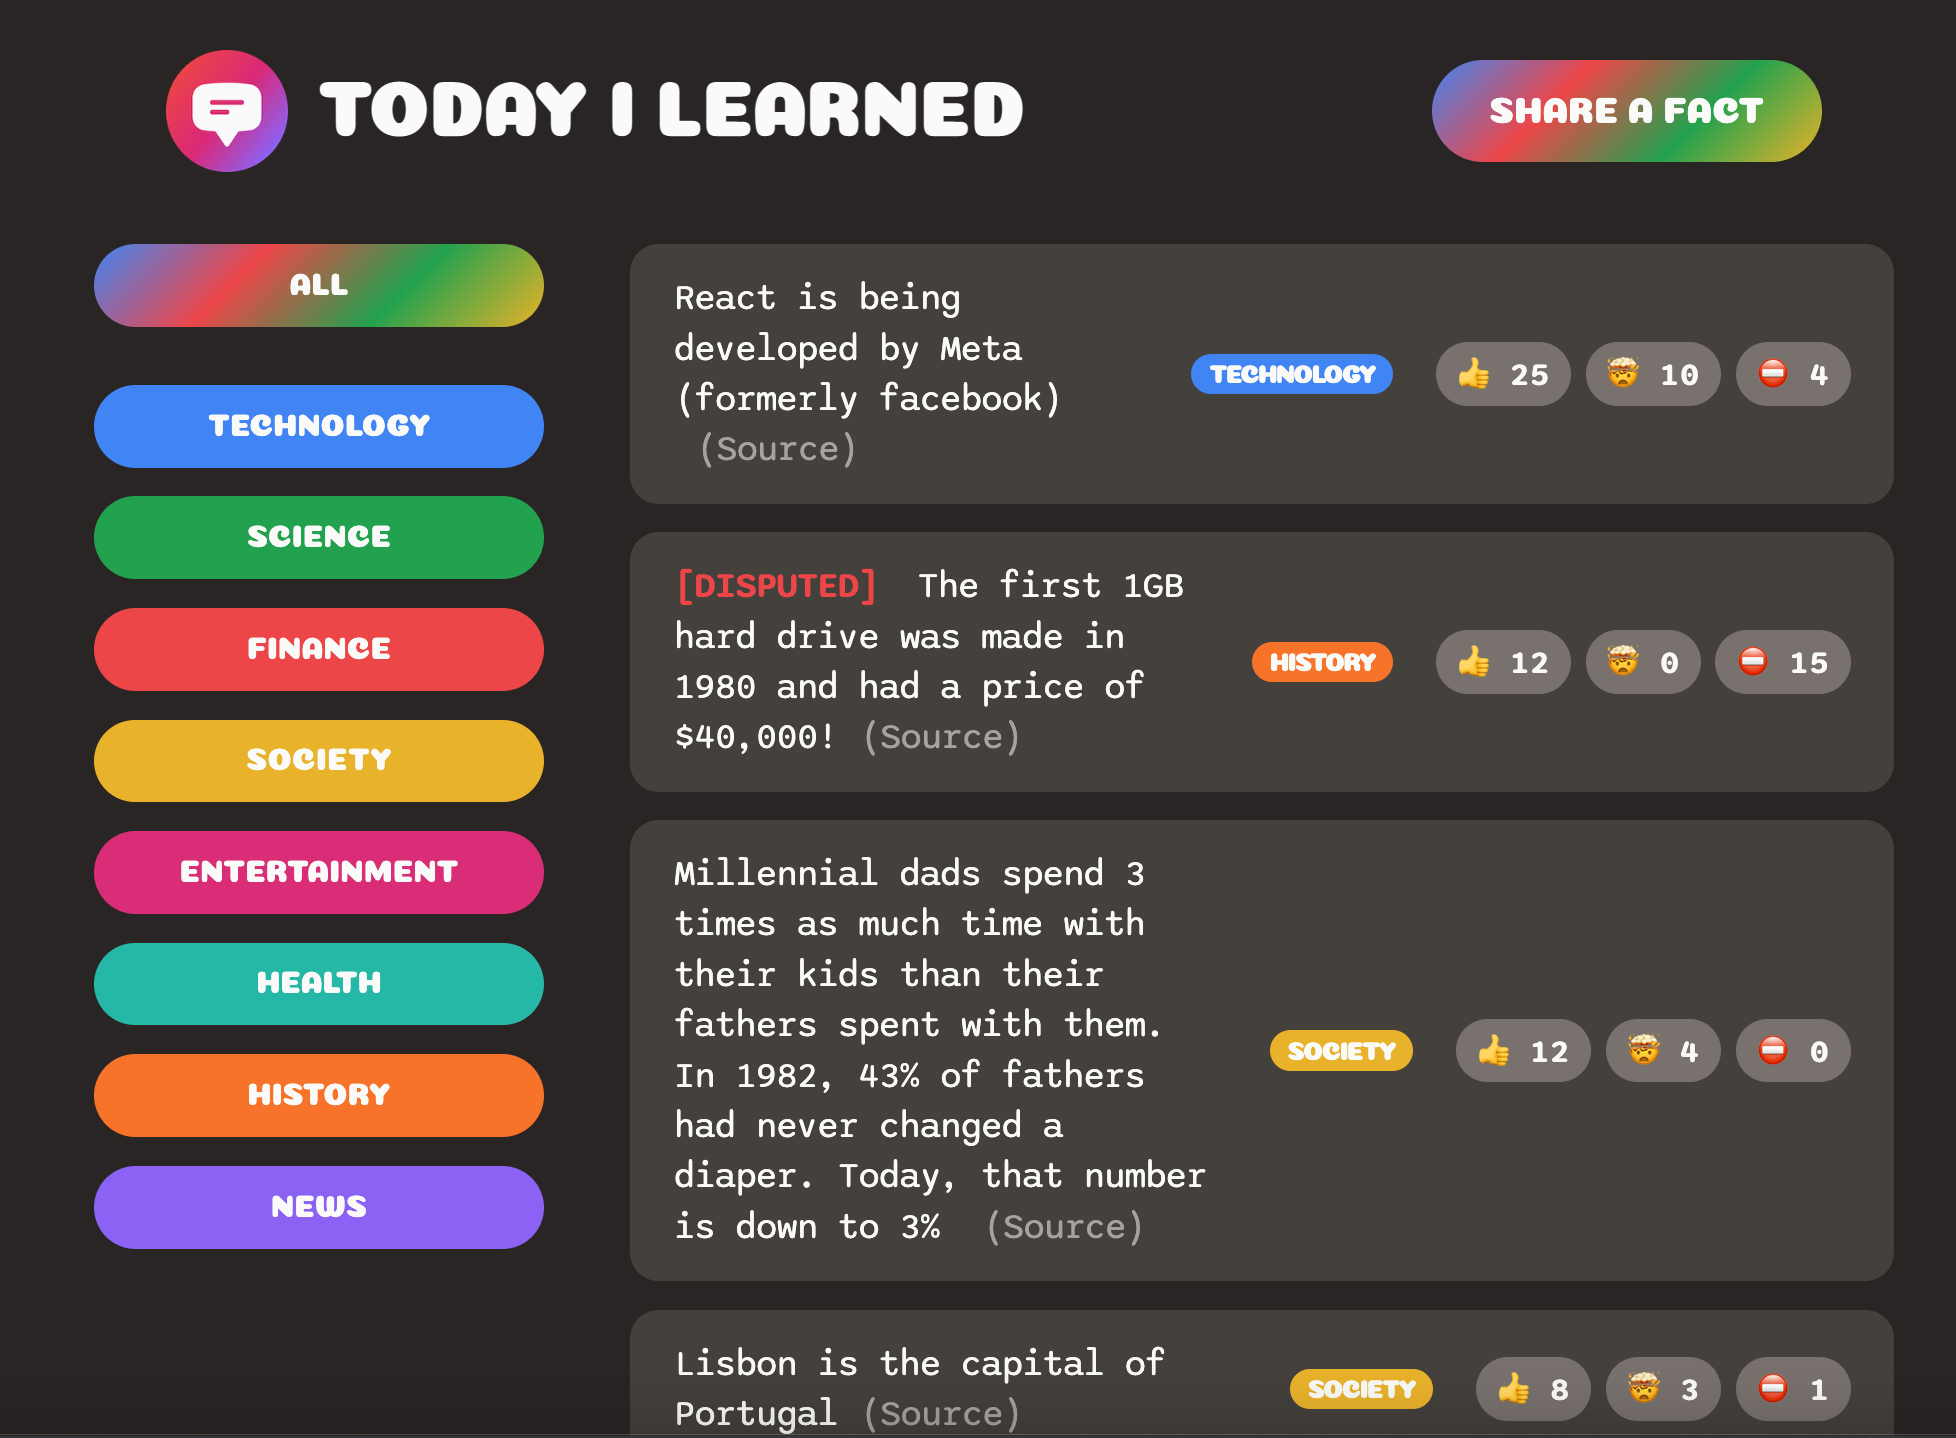 TODAY I LEARNED
SHARE A FACT
ALL
TECHNOLOGY
SCIENCE
FINANCE
SOCIETY
ENTERTAINMENT
HEALTH
HISTORY
NEWS
React is being
developed by Meta
(formerly facebook)
(Source)
TECHNOLOGY
👍 25
🤯 10
⛔ 4
[DISPUTED] The first 1GB
hard drive was made in
1980 and had a price of
$40,000! (Source)
HISTORY
👍 12
🤯 0
⛔ 15
Millennial dads spend 3
times as much time with
their kids than their
fathers spent with them.
In 1982, 43% of fathers
had never changed a
diaper. Today, that number
is down to 3% (Source)
SOCIETY
👍 12
🤯 4
⛔ 0
Lisbon is the capital of
Portugal (Source)
SOCIETY
👍 8
🤯 3
⛔ 1